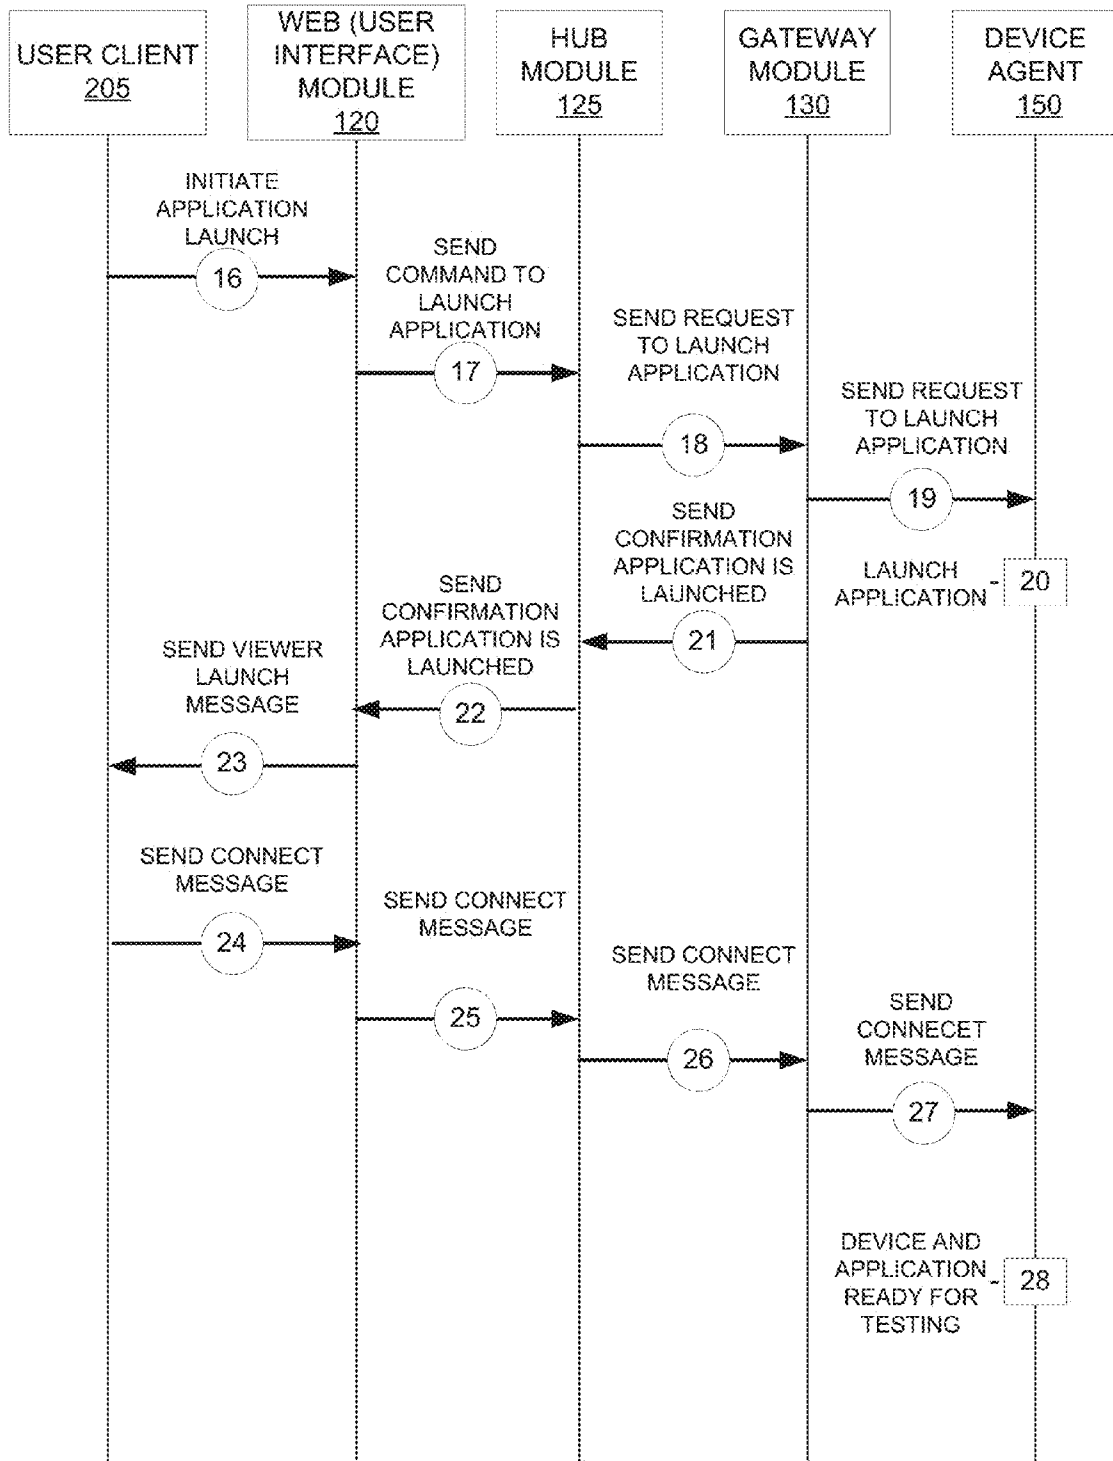 USER CLIENT
205
WEB (USER
INTERFACE)
MODULE
120
HUB
MODULE
125
GATEWAY
MODULE
130
DEVICE
AGENT
150
INITIATE
APPLICATION
LAUNCH
16
SEND
COMMAND TO
LAUNCH
APPLICATION
17
SEND REQUEST
TO LAUNCH
APPLICATION
18
SEND REQUEST
TO LAUNCH
APPLICATION
19
LAUNCH
APPLICATION
20
SEND
CONFIRMATION
APPLICATION IS
LAUNCHED
21
SEND
CONFIRMATION
APPLICATION IS
LAUNCHED
22
SEND VIEWER
LAUNCH
MESSAGE
23
SEND CONNECT
MESSAGE
24
SEND CONNECT
MESSAGE
25
SEND CONNECT
MESSAGE
26
SEND
CONNECET
MESSAGE
27
DEVICE AND
APPLICATION
READY FOR
TESTING
28